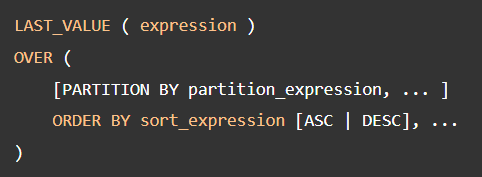 LAST_VALUE ( expression )
OVER (
    [PARTITION BY partition_expression, ... ]
    ORDER BY sort_expression [ASC | DESC], ...
)